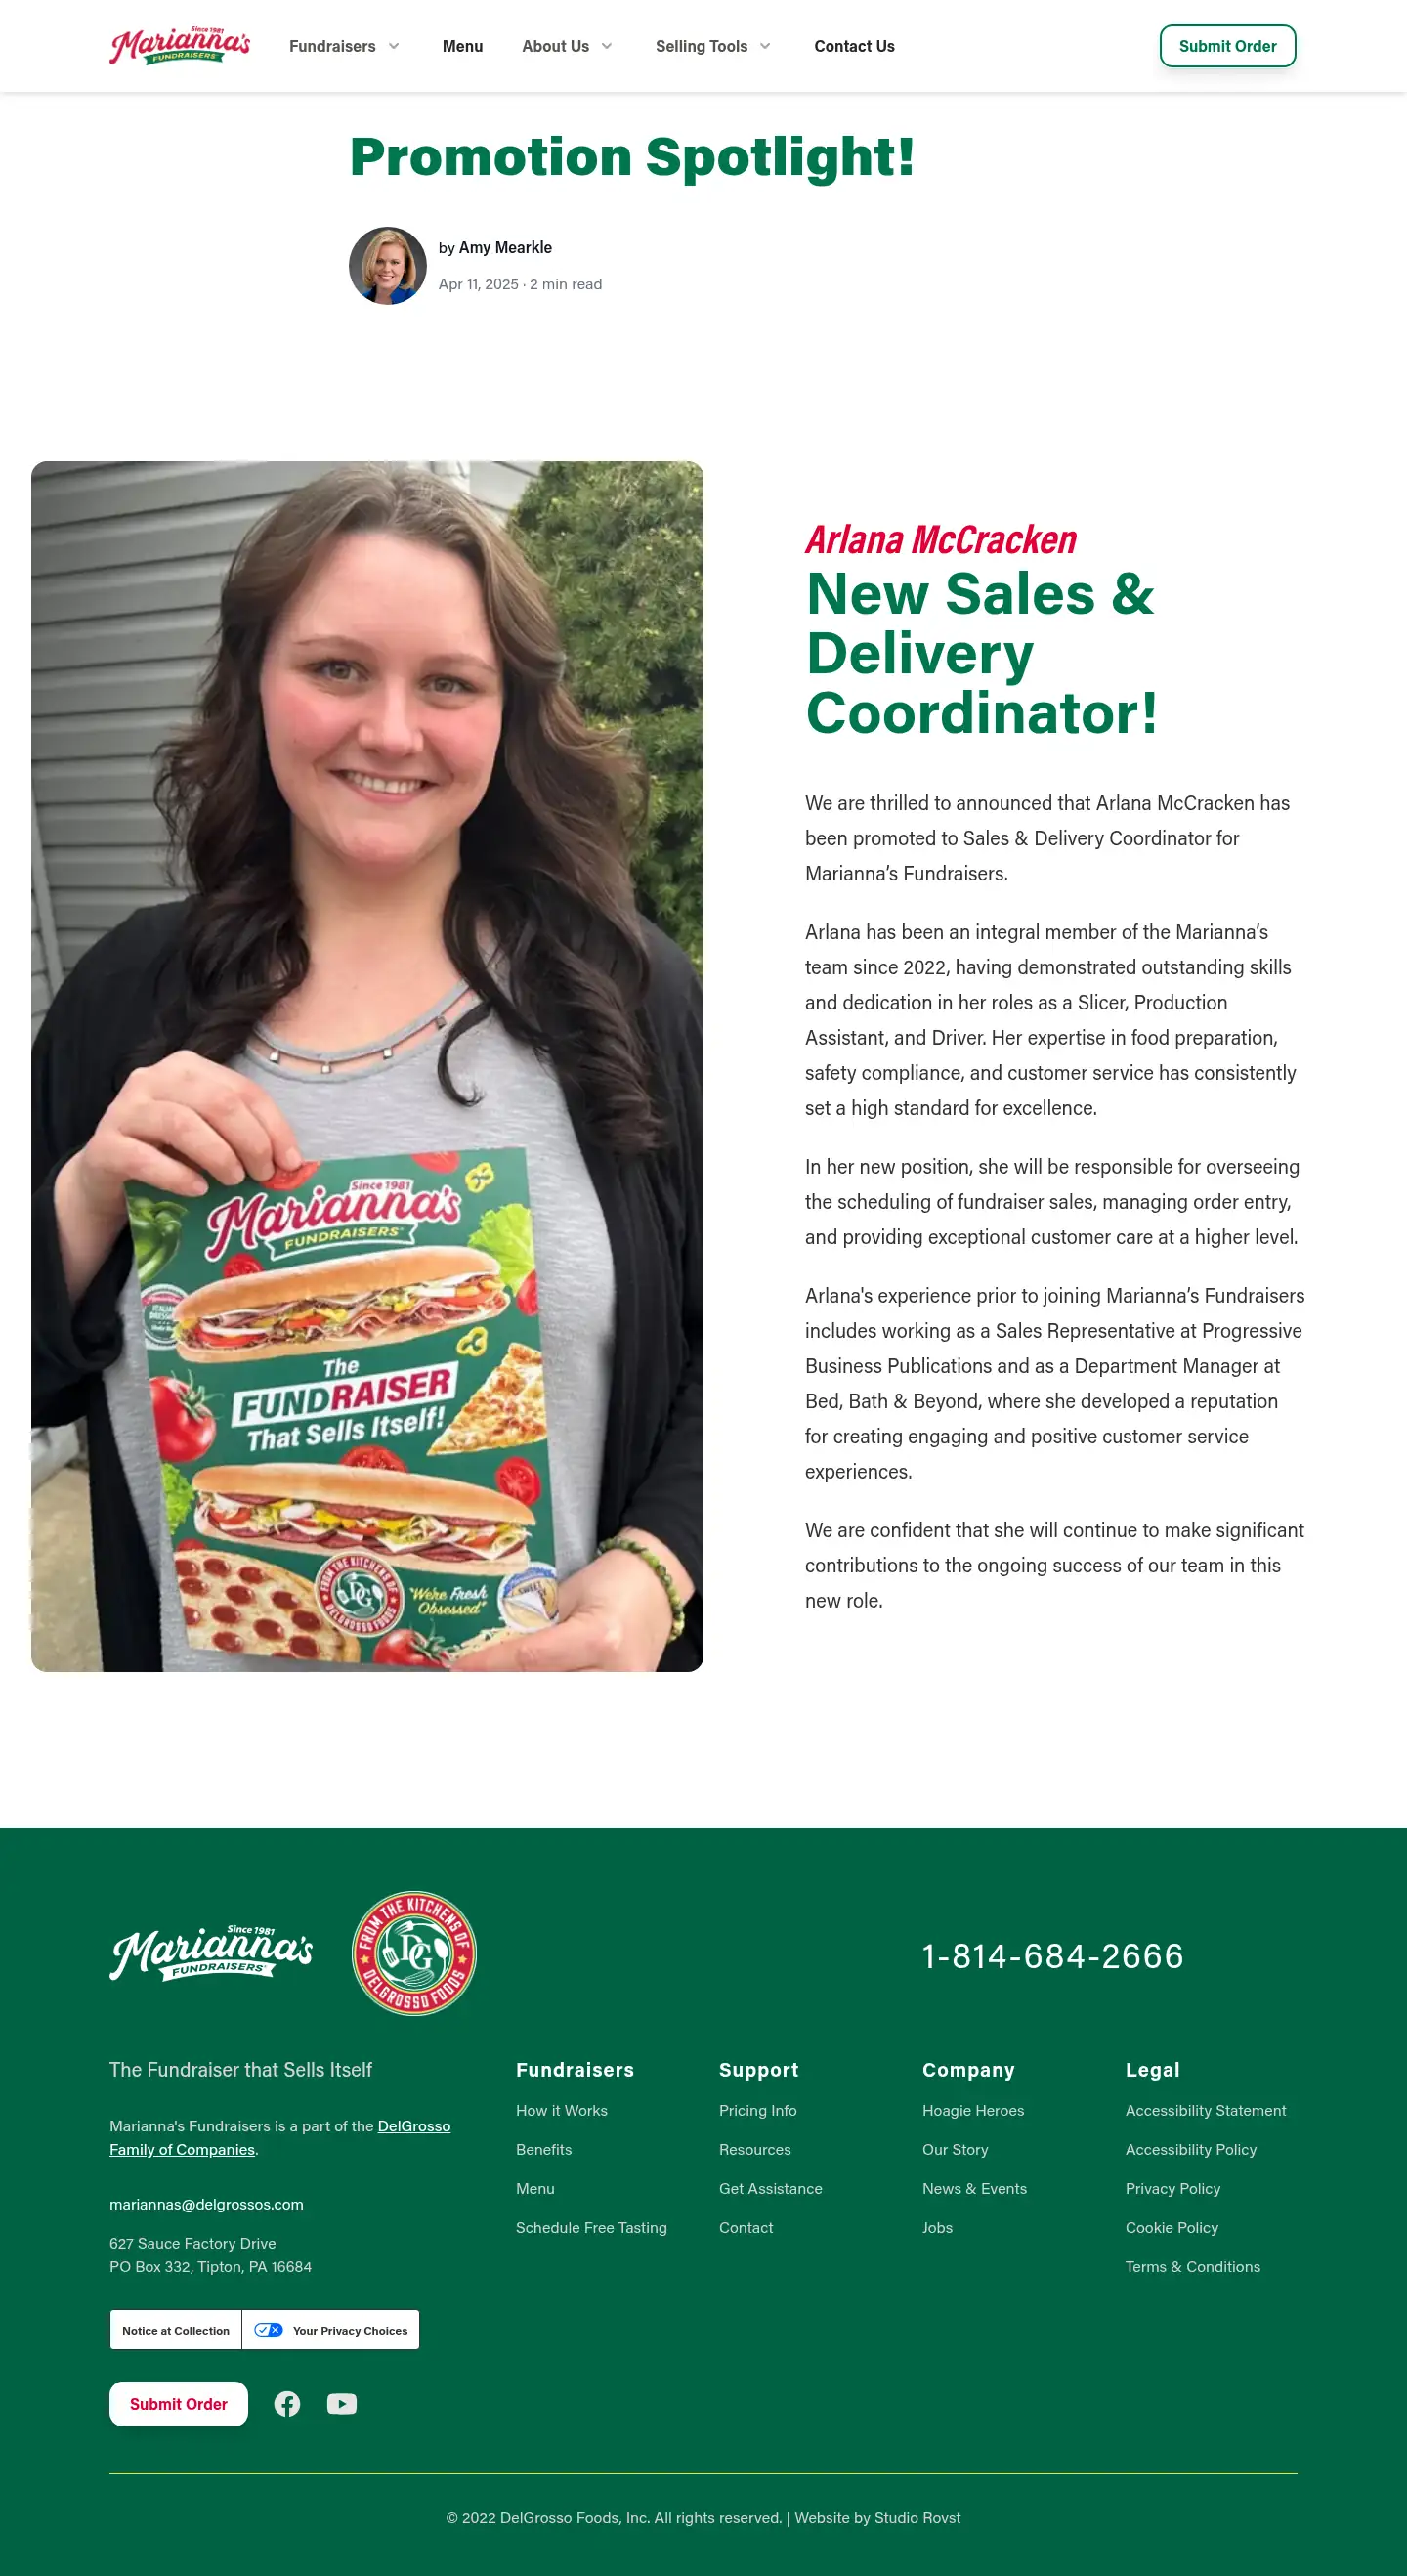 Since 1981
Marianna's
FUNDRAISERS
Fundraisers
Menu
About Us
Selling Tools
Contact Us
Submit Order
Promotion Spotlight!
by Amy Mearkle
Apr 11, 2025 · 2 min read
Since 1981
Marianna's
FUNDRAISERS
ITALIAN
The
FUNDRAISER
That Sells Itself!
FROM THE KITCHENS OF
DG
DELGROSSO FOODS
"We're Fresh
Obsessed"
SWEET
Arlana McCracken
New Sales &
Delivery
Coordinator!
We are thrilled to announced that Arlana McCracken has
been promoted to Sales & Delivery Coordinator for
Marianna’s Fundraisers.
Arlana has been an integral member of the Marianna’s
team since 2022, having demonstrated outstanding skills
and dedication in her roles as a Slicer, Production
Assistant, and Driver. Her expertise in food preparation,
safety compliance, and customer service has consistently
set a high standard for excellence.
In her new position, she will be responsible for overseeing
the scheduling of fundraiser sales, managing order entry,
and providing exceptional customer care at a higher level.
Arlana's experience prior to joining Marianna’s Fundraisers
includes working as a Sales Representative at Progressive
Business Publications and as a Department Manager at
Bed, Bath & Beyond, where she developed a reputation
for creating engaging and positive customer service
experiences.
We are confident that she will continue to make significant
contributions to the ongoing success of our team in this
new role.
Since 1981
Marianna's
FUNDRAISERS
FROM THE KITCHENS OF
DG
DELGROSSO FOODS
1-814-684-2666
The Fundraiser that Sells Itself
Marianna's Fundraisers is a part of the DelGrosso
Family of Companies.
mariannas@delgrossos.com
627 Sauce Factory Drive
PO Box 332, Tipton, PA 16684
Notice at Collection
Your Privacy Choices
Submit Order
Fundraisers
How it Works
Benefits
Menu
Schedule Free Tasting
Support
Pricing Info
Resources
Get Assistance
Contact
Company
Hoagie Heroes
Our Story
News & Events
Jobs
Legal
Accessibility Statement
Accessibility Policy
Privacy Policy
Cookie Policy
Terms & Conditions
© 2022 DelGrosso Foods, Inc. All rights reserved. | Website by Studio Rovst